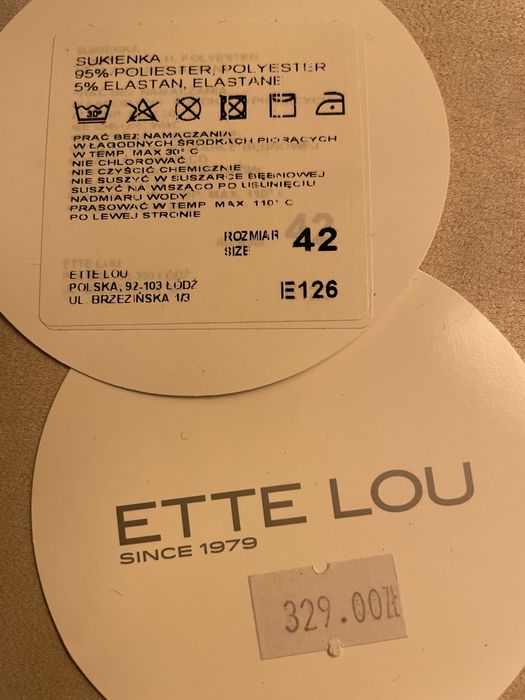 SUKIENKA
95% POLIESTER, POLYESTER
5% ELASTAN, ELASTANE
30°
PRAĆ BEZ NAMACZANIA
W ŁAGODNYCH ŚRODKACH PIORĄCYCH
W TEMP. MAX 30° C
NIE CHLOROWAĆ
NIE CZYŚCIĆ CHEMICZNIE
NIE SUSZYĆ W SUSZARCE BĘBNIOWEJ
SUSZYĆ NA WISZĄCO PO USUNIĘCIU
NADMIARU WODY
PRASOWAĆ W TEMP. MAX. 110° C
PO LEWEJ STRONIE
ROZMIAR
SIZE:
42
ETTE LOU
POLSKA, 92-103 ŁÓDŹ
UL. BRZEZIŃSKA 1/3
E126
ETTE LOU
SINCE 1979
329.00ZŁ